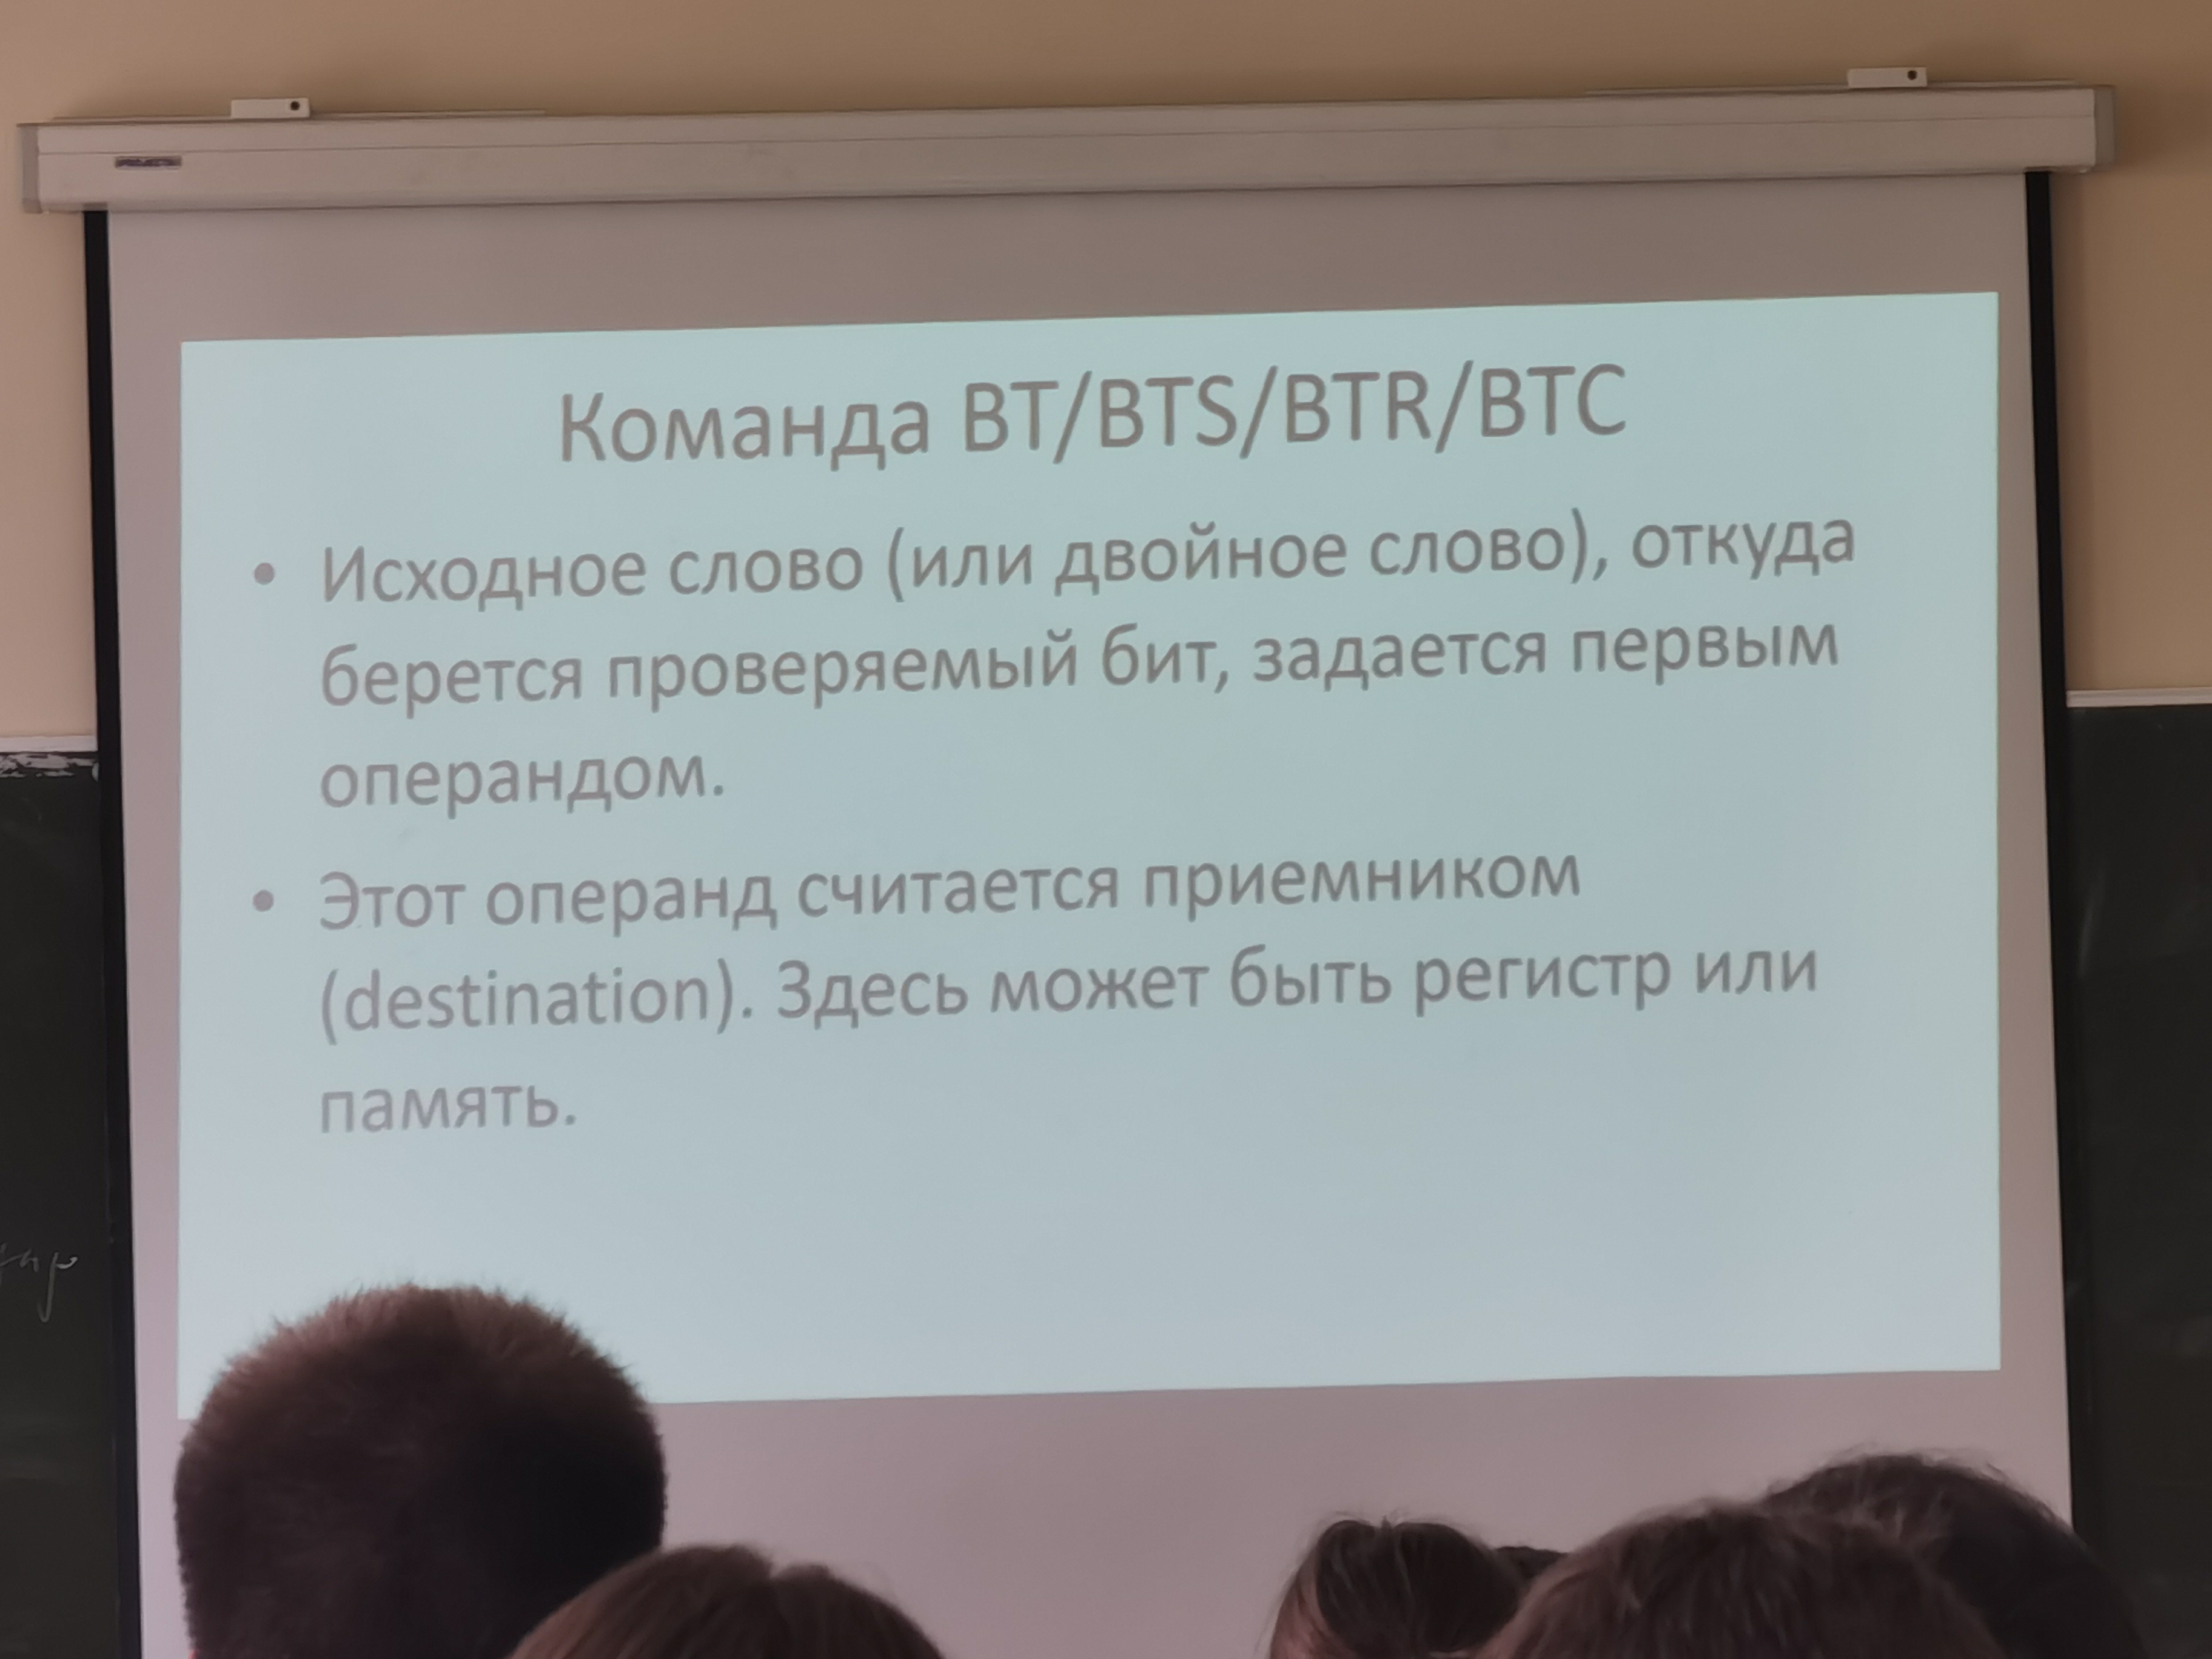 Команда BT/BTS/BTR/BTC
• Исходное слово (или двойное слово), откуда
берется проверяемый бит, задается первым
операндом.
• Этот операнд считается приемником
(destination). Здесь может быть регистр или
память.